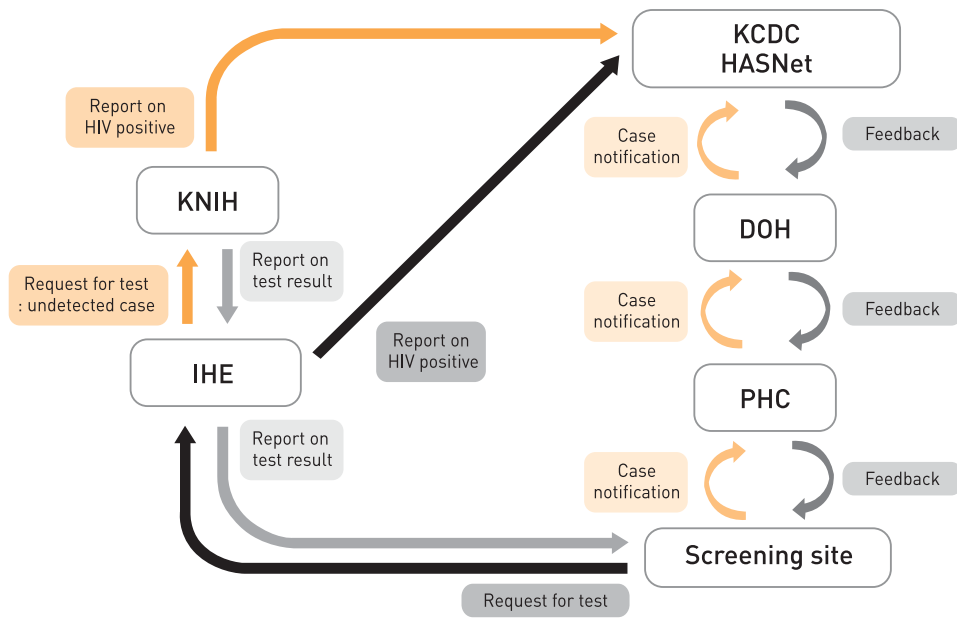 KCDC
HASNet
Report on
HIV positive
Case
notification
Feedback
KNIH
DOH
Report on
test result
Request for test
: undetected case
Case
notification
Feedback
Report on
HIV positive
IHE
PHC
Report on
test result
Case
notification
Feedback
Screening site
Request for test